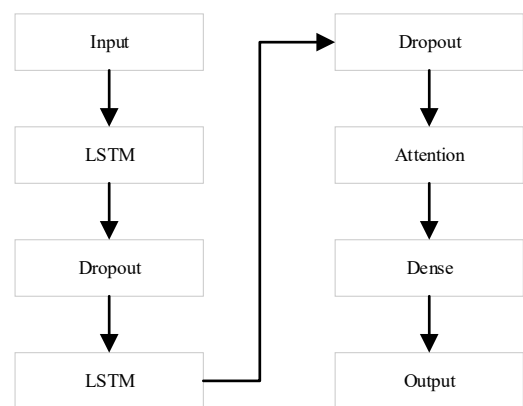 Input
LSTM
Dropout
LSTM
Dropout
Attention
Dense
Output